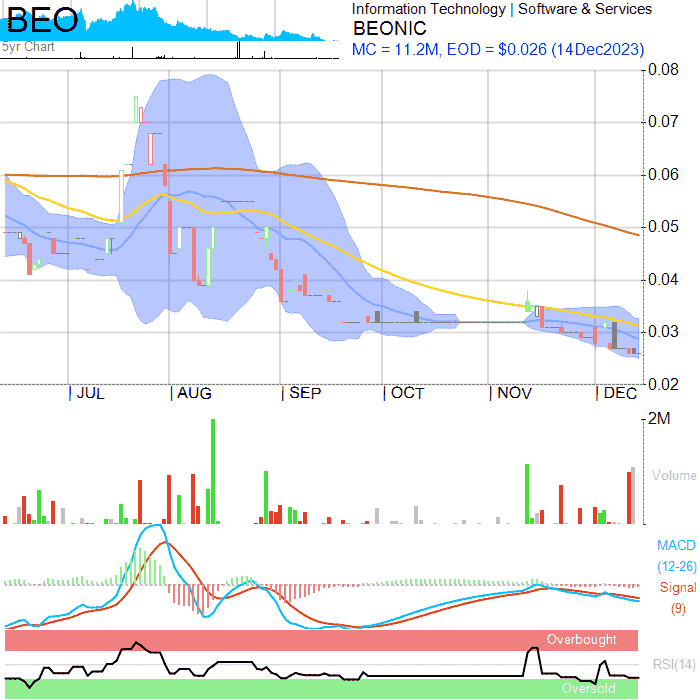 BEO
5yr Chart
Information Technology | Software & Services
BEONIC
MC = 11.2M, EOD = $0.026 (14Dec2023)
0.08
0.07
0.06
0.05
0.04
0.03
0.02
JUL AUG SEP OCT NOV DEC
2M
Volume
MACD
(12-26)
Signal
(9)
Overbought
RSI(14)
Oversold